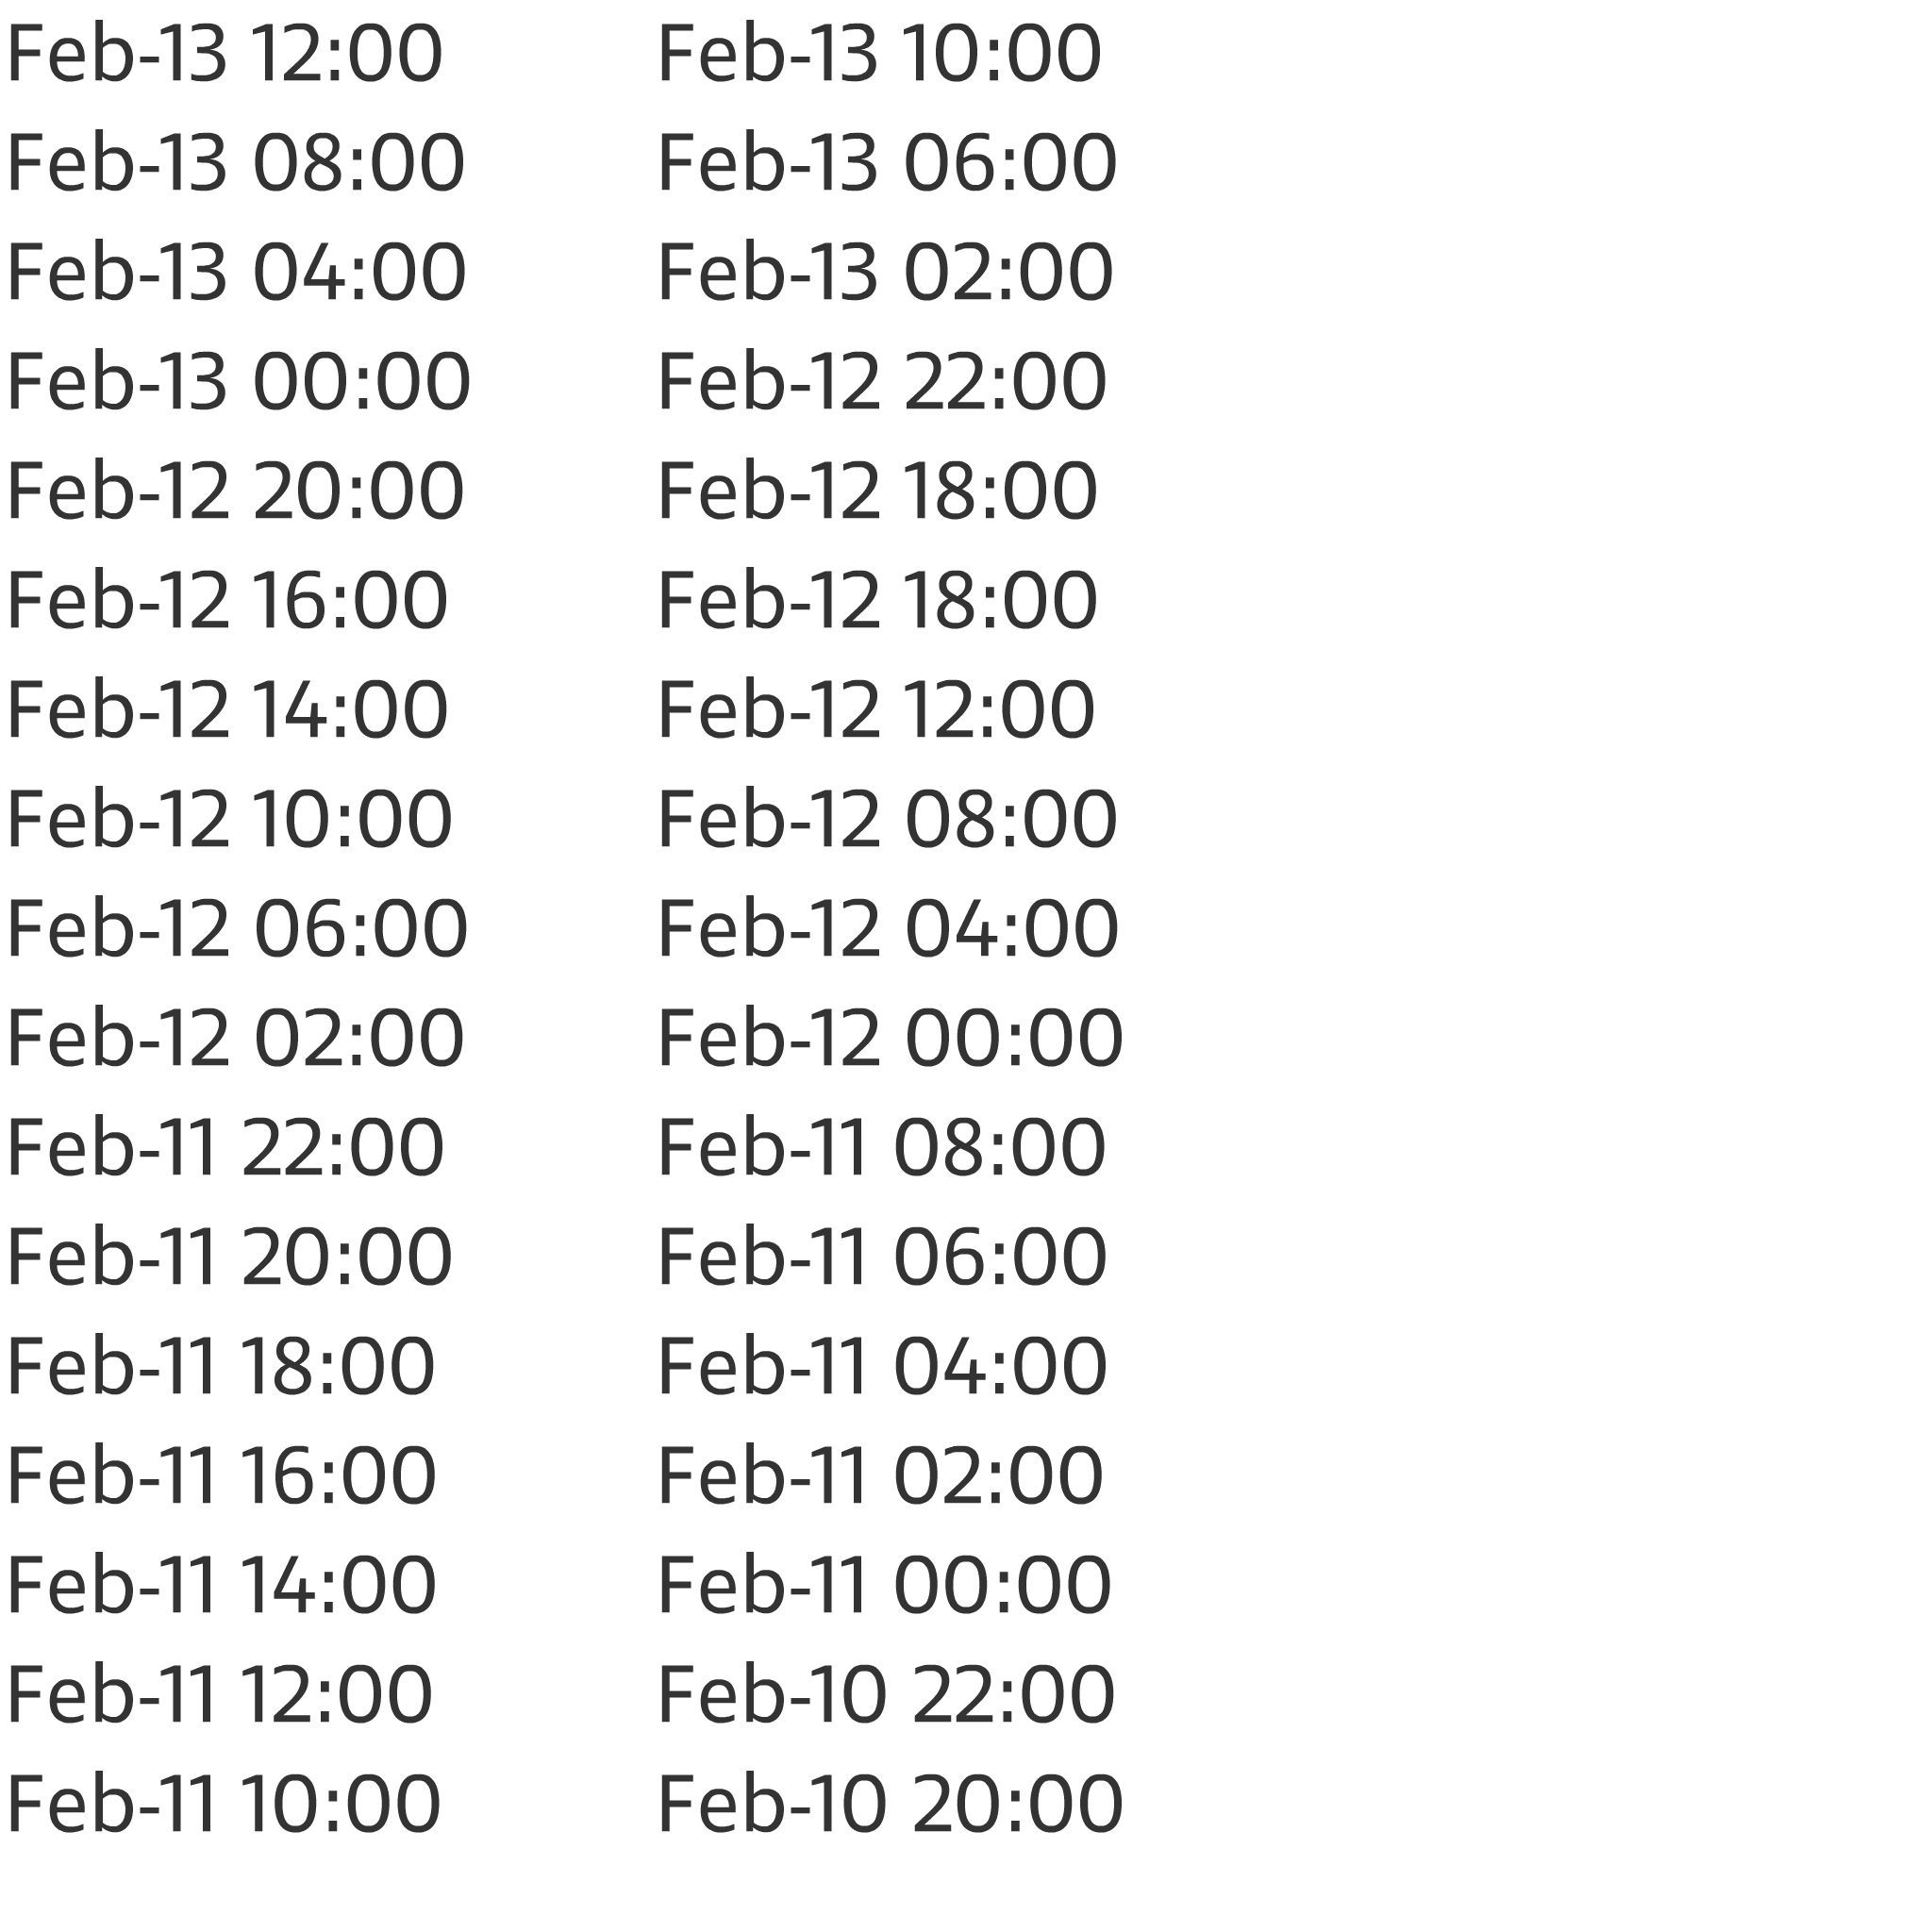 Feb-13 12:00 Feb-13 10:00
Feb-13 08:00 Feb-13 06:00
Feb-13 04:00 Feb-13 02:00
Feb-13 00:00 Feb-12 22:00
Feb-12 20:00 Feb-12 18:00
Feb-12 16:00 Feb-12 18:00
Feb-12 14:00 Feb-12 12:00
Feb-12 10:00 Feb-12 08:00
Feb-12 06:00 Feb-12 04:00
Feb-12 02:00 Feb-12 00:00
Feb-11 22:00 Feb-11 08:00
Feb-11 20:00 Feb-11 06:00
Feb-11 18:00 Feb-11 04:00
Feb-11 16:00 Feb-11 02:00
Feb-11 14:00 Feb-11 00:00
Feb-11 12:00 Feb-10 22:00
Feb-11 10:00 Feb-10 20:00